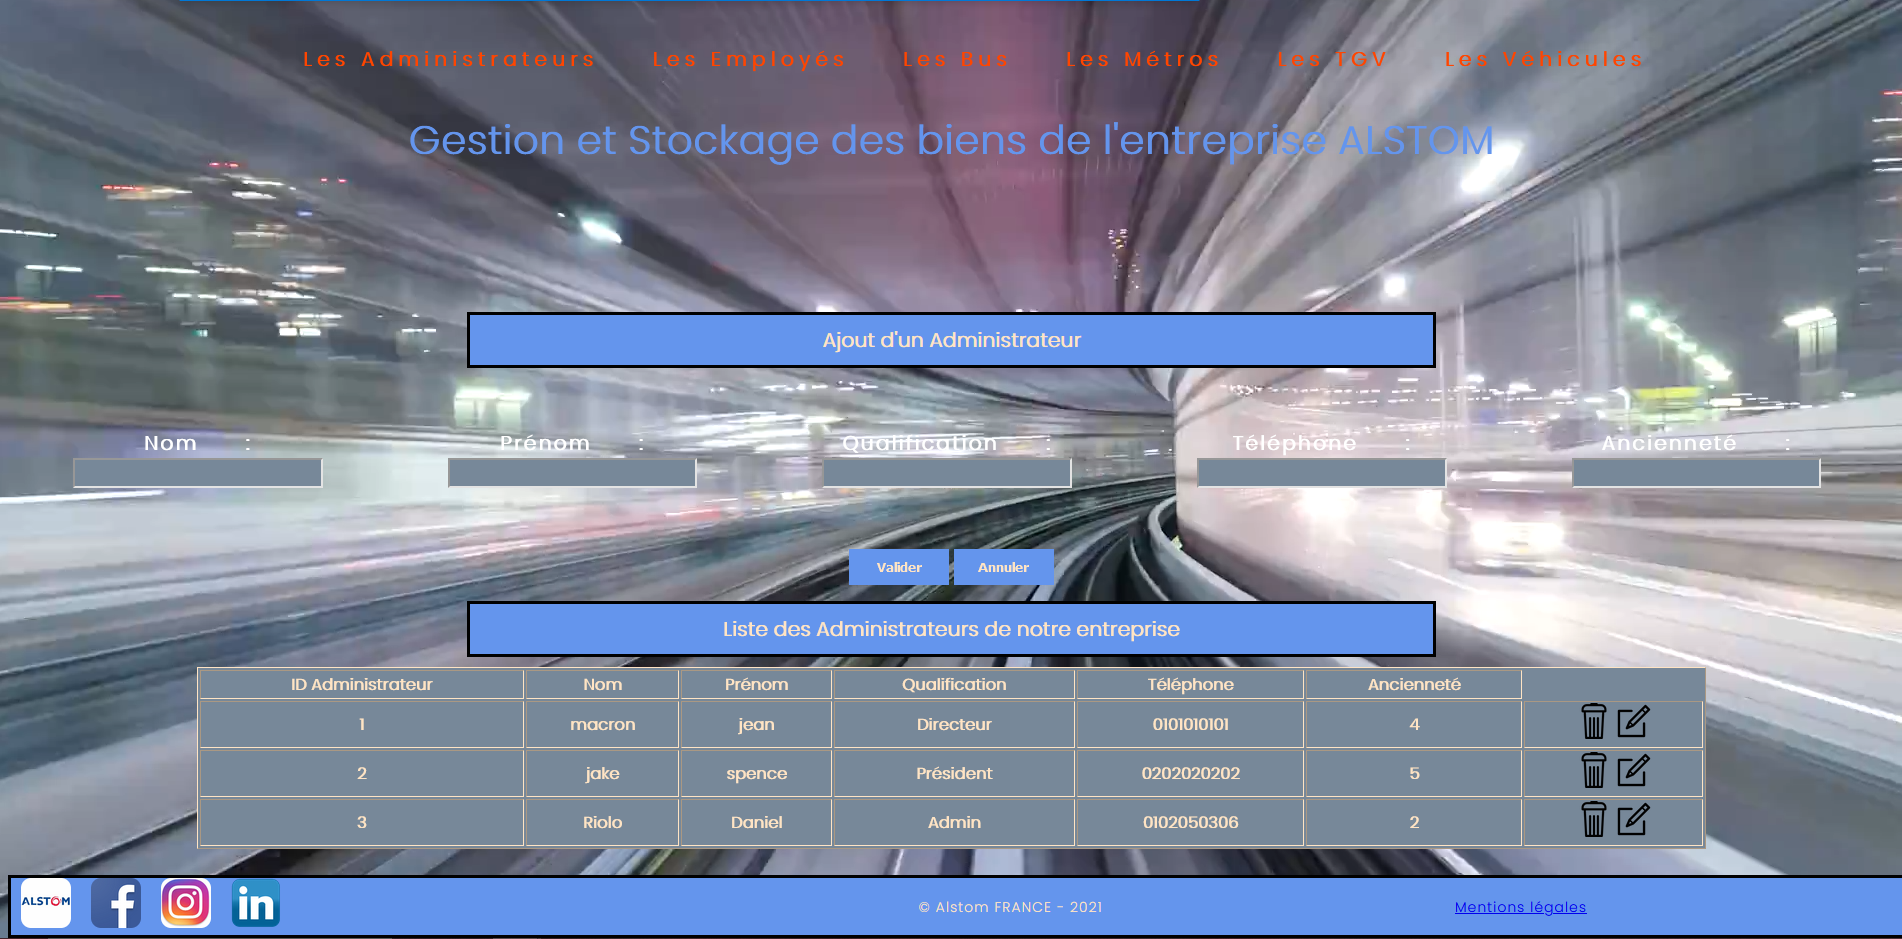 Les Administrateurs Les Employés Les Bus Les Métros Les TGV Les Véhicules
Gestion et Stockage des biens de l'entreprise ALSTOM
Ajout d'un Administrateur
Nom : Prénom : Qualification : Téléphone : Ancienneté :
Valider Annuler
Liste des Administrateurs de notre entreprise
ID Administrateur Nom Prénom Qualification Téléphone Ancienneté
1 macron jean Directeur 0101010101 4
2 jake spence Président 0202020202 5
3 Riolo Daniel Admin 0102050306 2
ALSTOM f in © Alstom FRANCE - 2021 Mentions légales